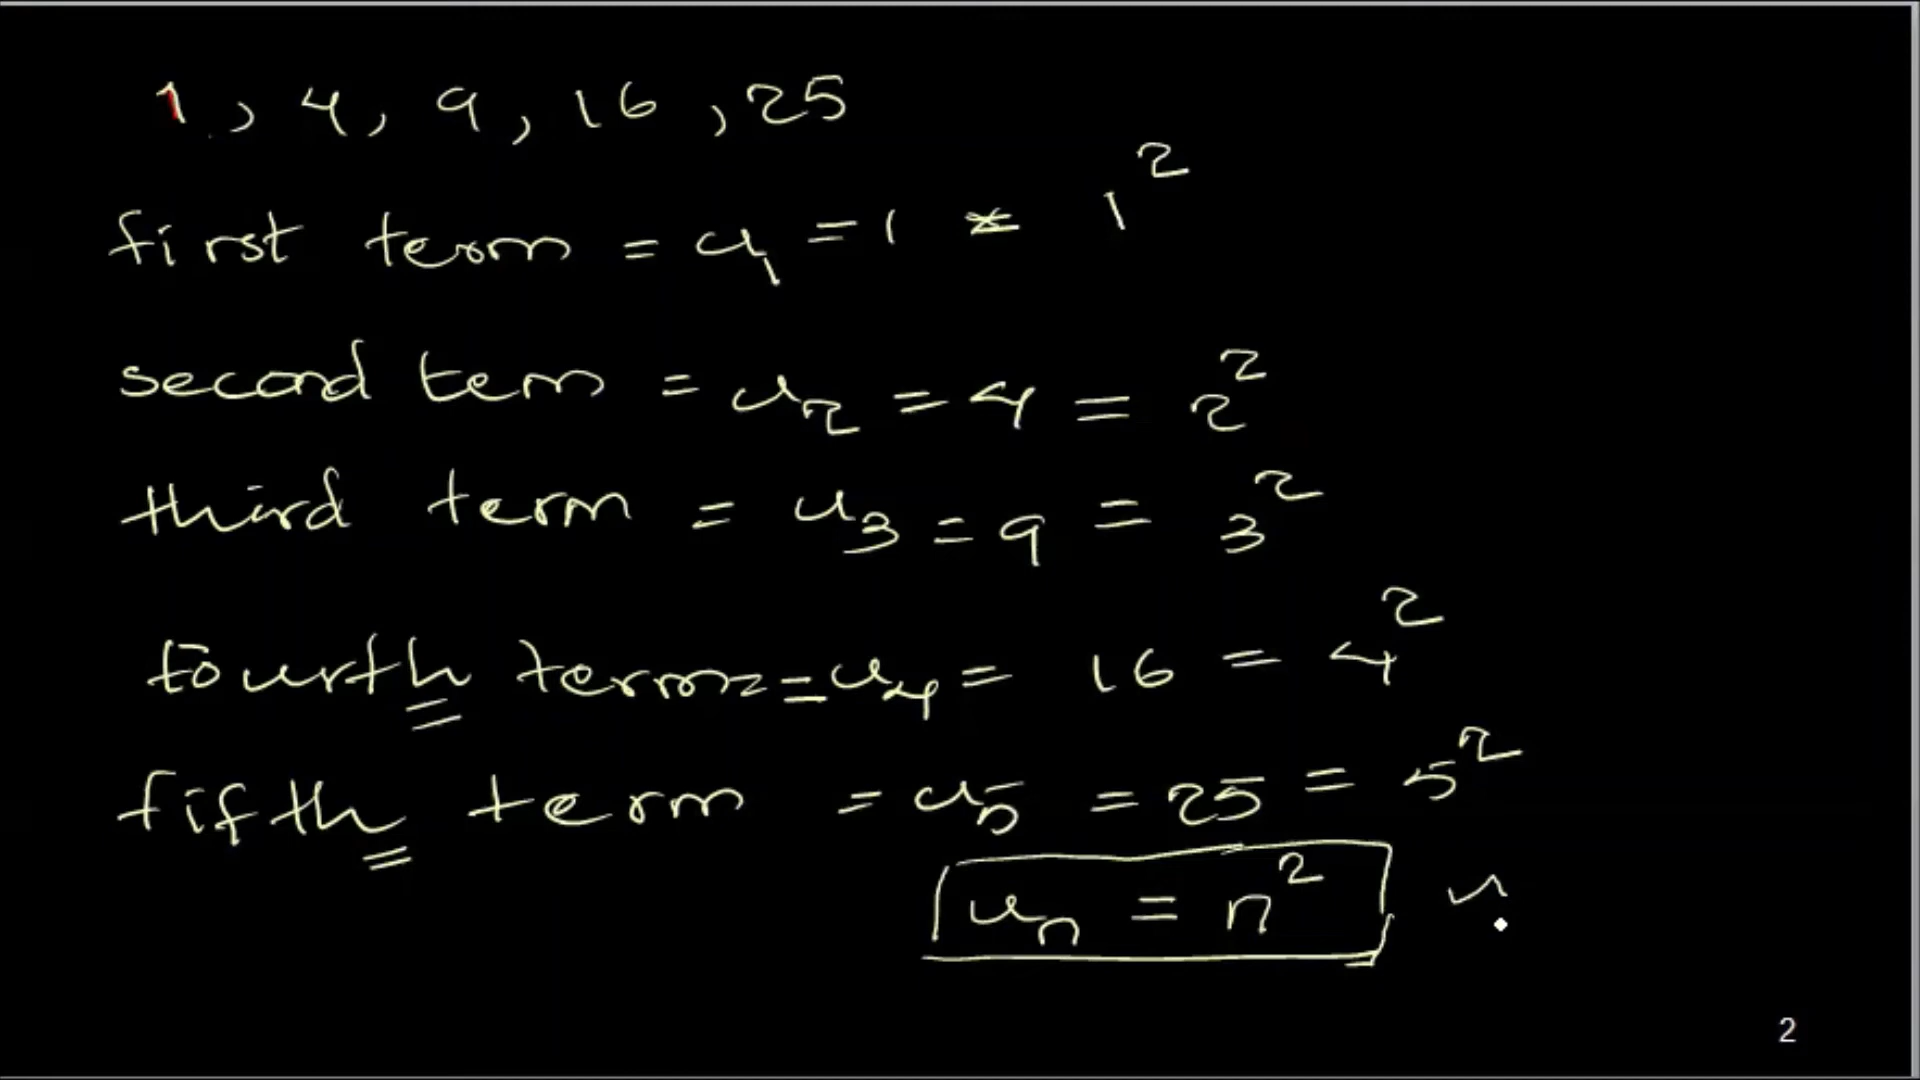 1, 4, 9, 16, 25
first term = u₁ = 1 = 1²
second term = u₂ = 4 = 2²
third term = u₃ = 9 = 3²
fourth term = u₄ = 16 = 4²
fifth term = u₅ = 25 = 5²
uₙ = n² u
2